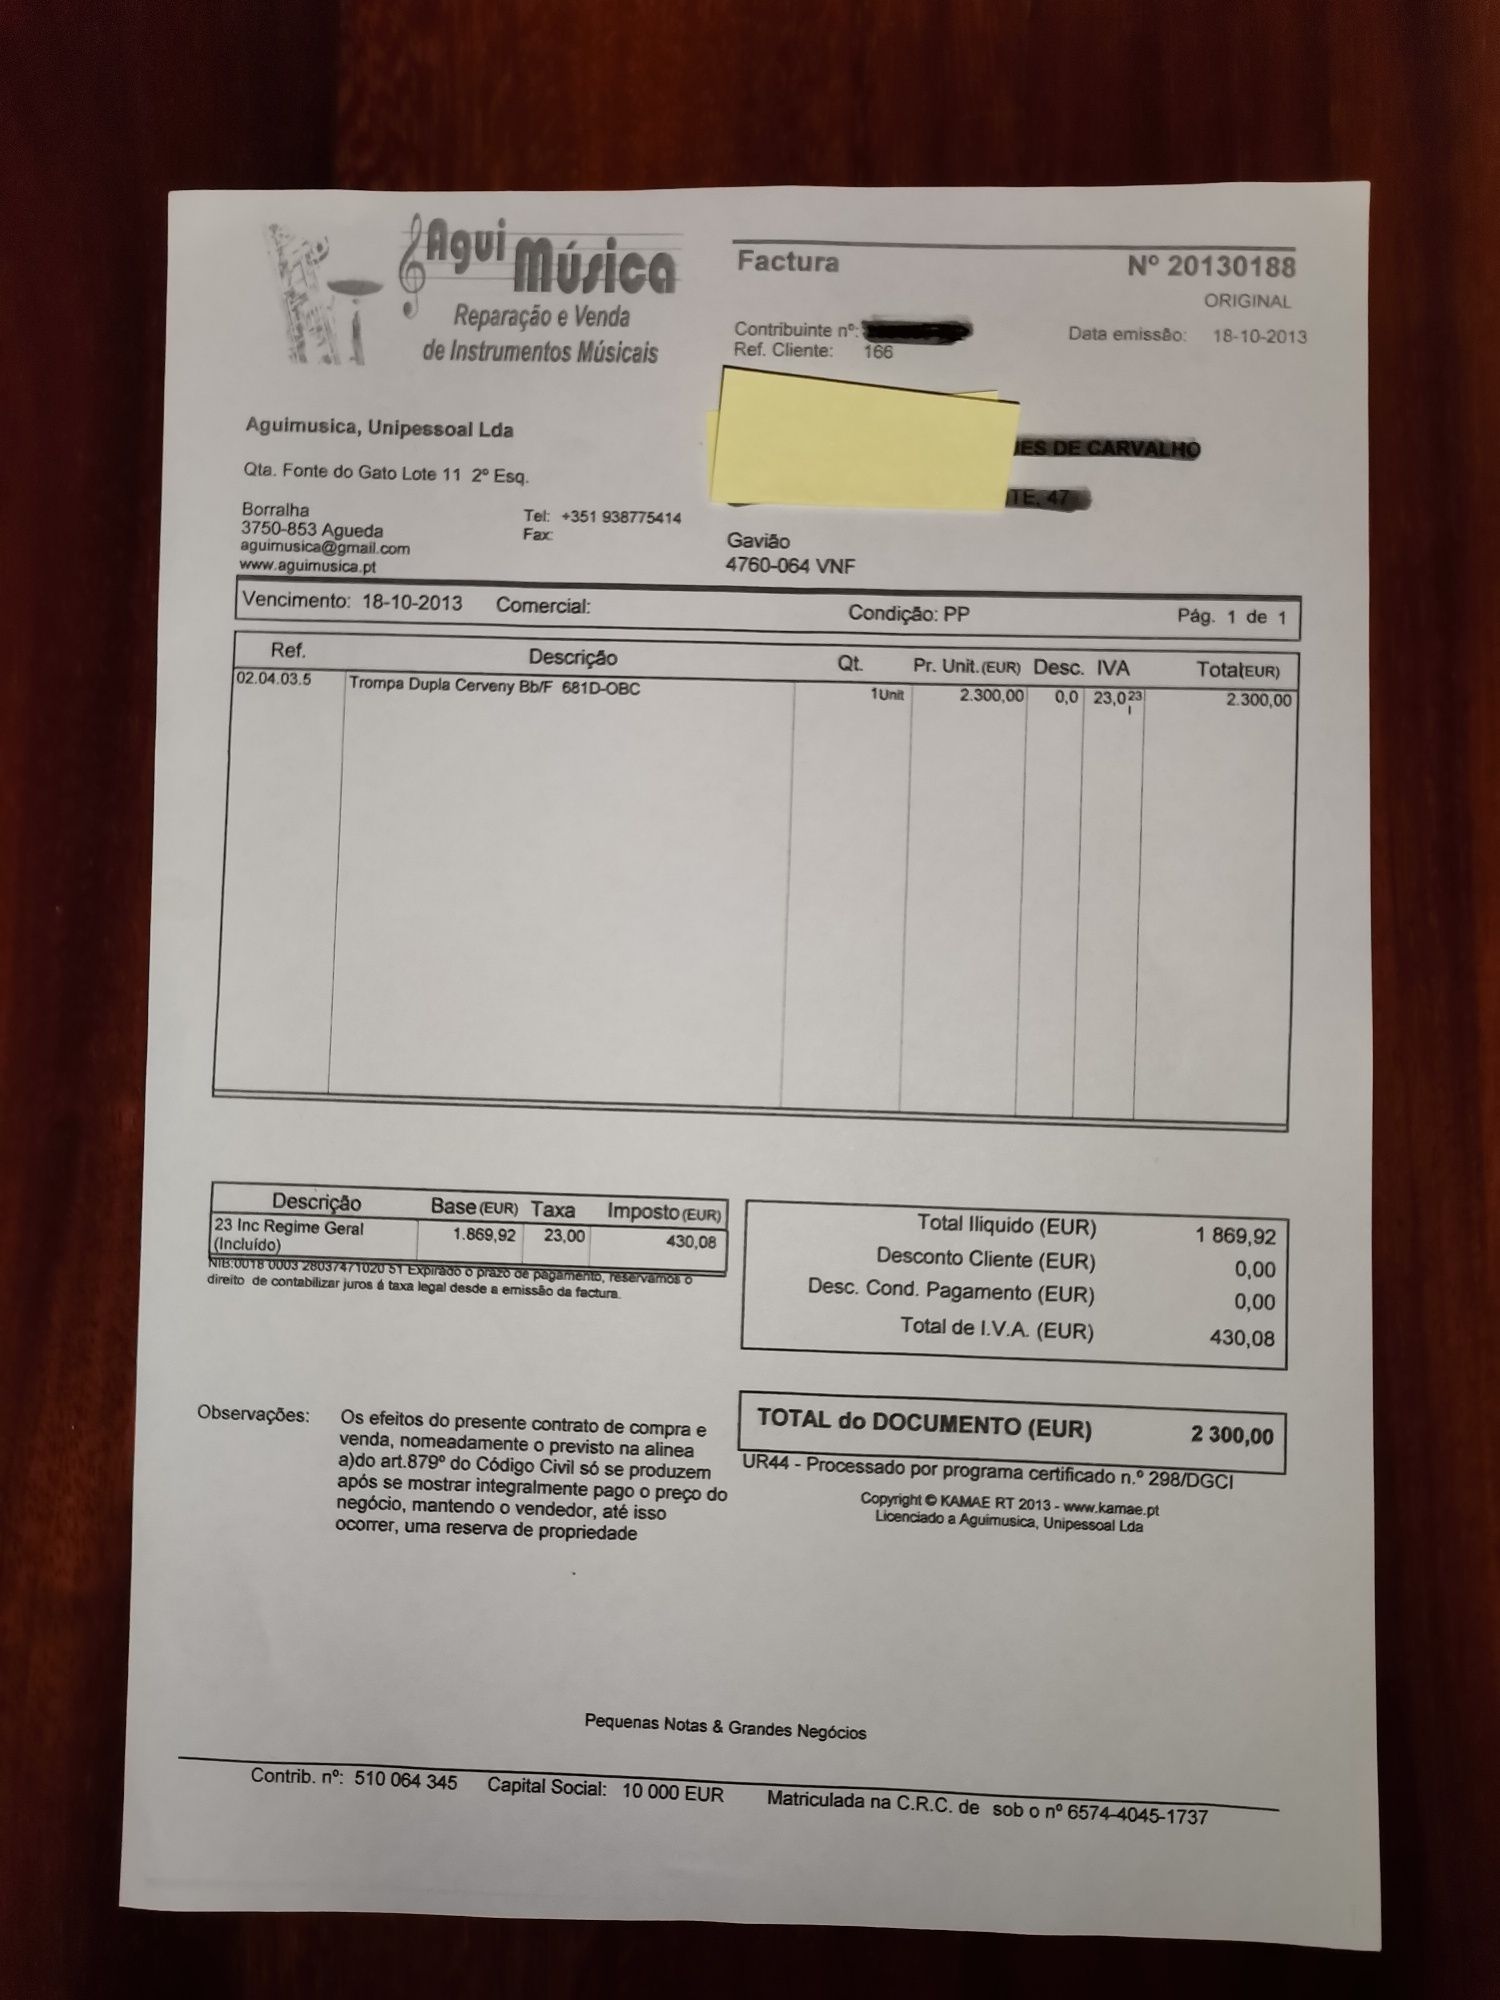 Agui Música
Reparação e Venda
de Instrumentos Músicais
Factura
Nº 20130188
ORIGINAL
Contribuinte nº:
Data emissão: 18-10-2013
Ref. Cliente: 166
Aguimusica, Unipessoal Lda
DE CARVALHO
Qta. Fonte do Gato Lote 11 2º Esq.
TE, 47
Borralha
3750-853 Agueda
aguimusica@gmail.com
www.aguimusica.pt
Tel: +351 938775414
Fax:
Gavião
4760-064 VNF
Vencimento: 18-10-2013 Comercial: Condição: PP Pág. 1 de 1
Ref. Descrição Qt. Pr. Unit.(EUR) Desc. IVA Total(EUR)
02.04.03.5 Trompa Dupla Cerveny Bb/F 681D-OBC 1Unit 2.300,00 0,0 23,0 23 I 2.300,00
Descrição Base(EUR) Taxa Imposto(EUR)
23 Inc Regime Geral 1.869,92 23,00 430,08
(Incluído)
NIB:0018 0003 28037471020 51 Expirado o prazo de pagamento, reservamos o
direito de contabilizar juros á taxa legal desde a emissão da factura.
Total Iliquido (EUR) 1 869,92
Desconto Cliente (EUR) 0,00
Desc. Cond. Pagamento (EUR) 0,00
Total de I.V.A. (EUR) 430,08
TOTAL do DOCUMENTO (EUR) 2 300,00
UR44 - Processado por programa certificado n.º 298/DGCI
Copyright © KAMAE RT 2013 - www.kamae.pt
Licenciado a Aguimusica, Unipessoal Lda
Observações: Os efeitos do presente contrato de compra e
venda, nomeadamente o previsto na alinea
a)do art.879º do Código Civil só se produzem
após se mostrar integralmente pago o preço do
negócio, mantendo o vendedor, até isso
ocorrer, uma reserva de propriedade
Pequenas Notas & Grandes Negócios
Contrib. nº: 510 064 345 Capital Social: 10 000 EUR Matriculada na C.R.C. de sob o nº 6574-4045-1737